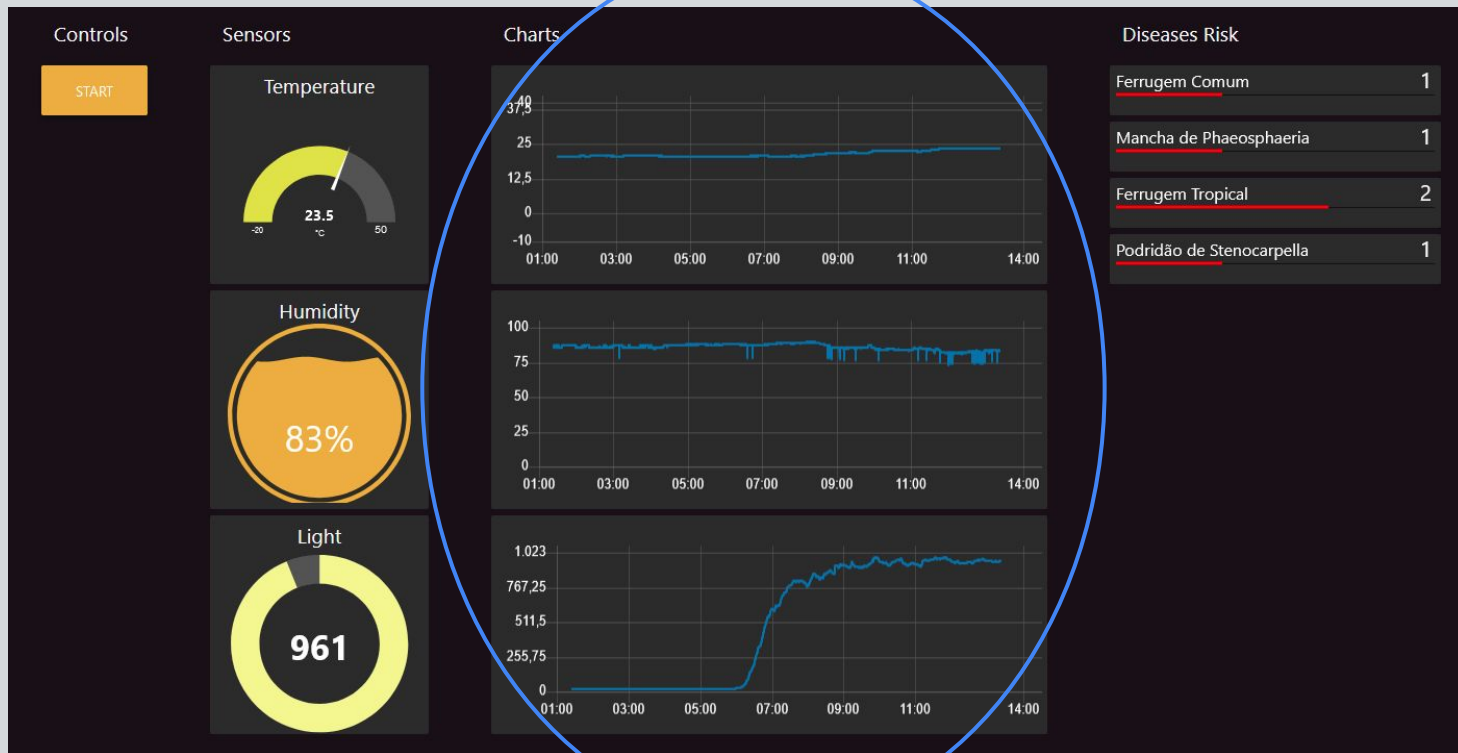 Controls
START
Sensors
Temperature
23.5
-20
°C
50
Humidity
83%
Light
961
Charts
40
37,5
25
12,5
0
-10
01:00 03:00 05:00 07:00 09:00 11:00 14:00
100
75
50
25
0
01:00 03:00 05:00 07:00 09:00 11:00 14:00
1.023
767,25
511,5
255,75
0
01:00 03:00 05:00 07:00 09:00 11:00 14:00
Diseases Risk
Ferrugem Comum 1
Mancha de Phaeosphaeria 1
Ferrugem Tropical 2
Podridão de Stenocarpella 1